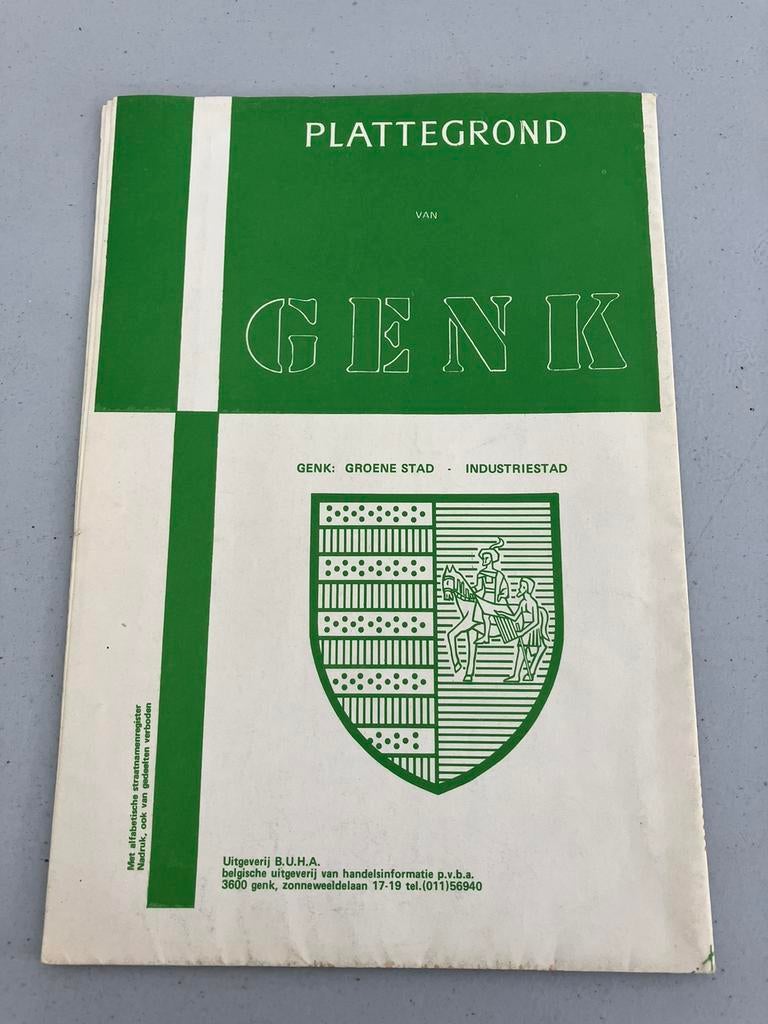 PLATTEGROND
VAN
GENK
GENK: GROENE STAD - INDUSTRIESTAD
Met alfabetische straatnamenregister
Nadruk, ook van gedeelten verboden
Uitgeverij B.U.H.A.
belgische uitgeverij van handelsinformatie p.v.b.a.
3600 genk, zonneweeldelaan 17-19 tel.(011)56940